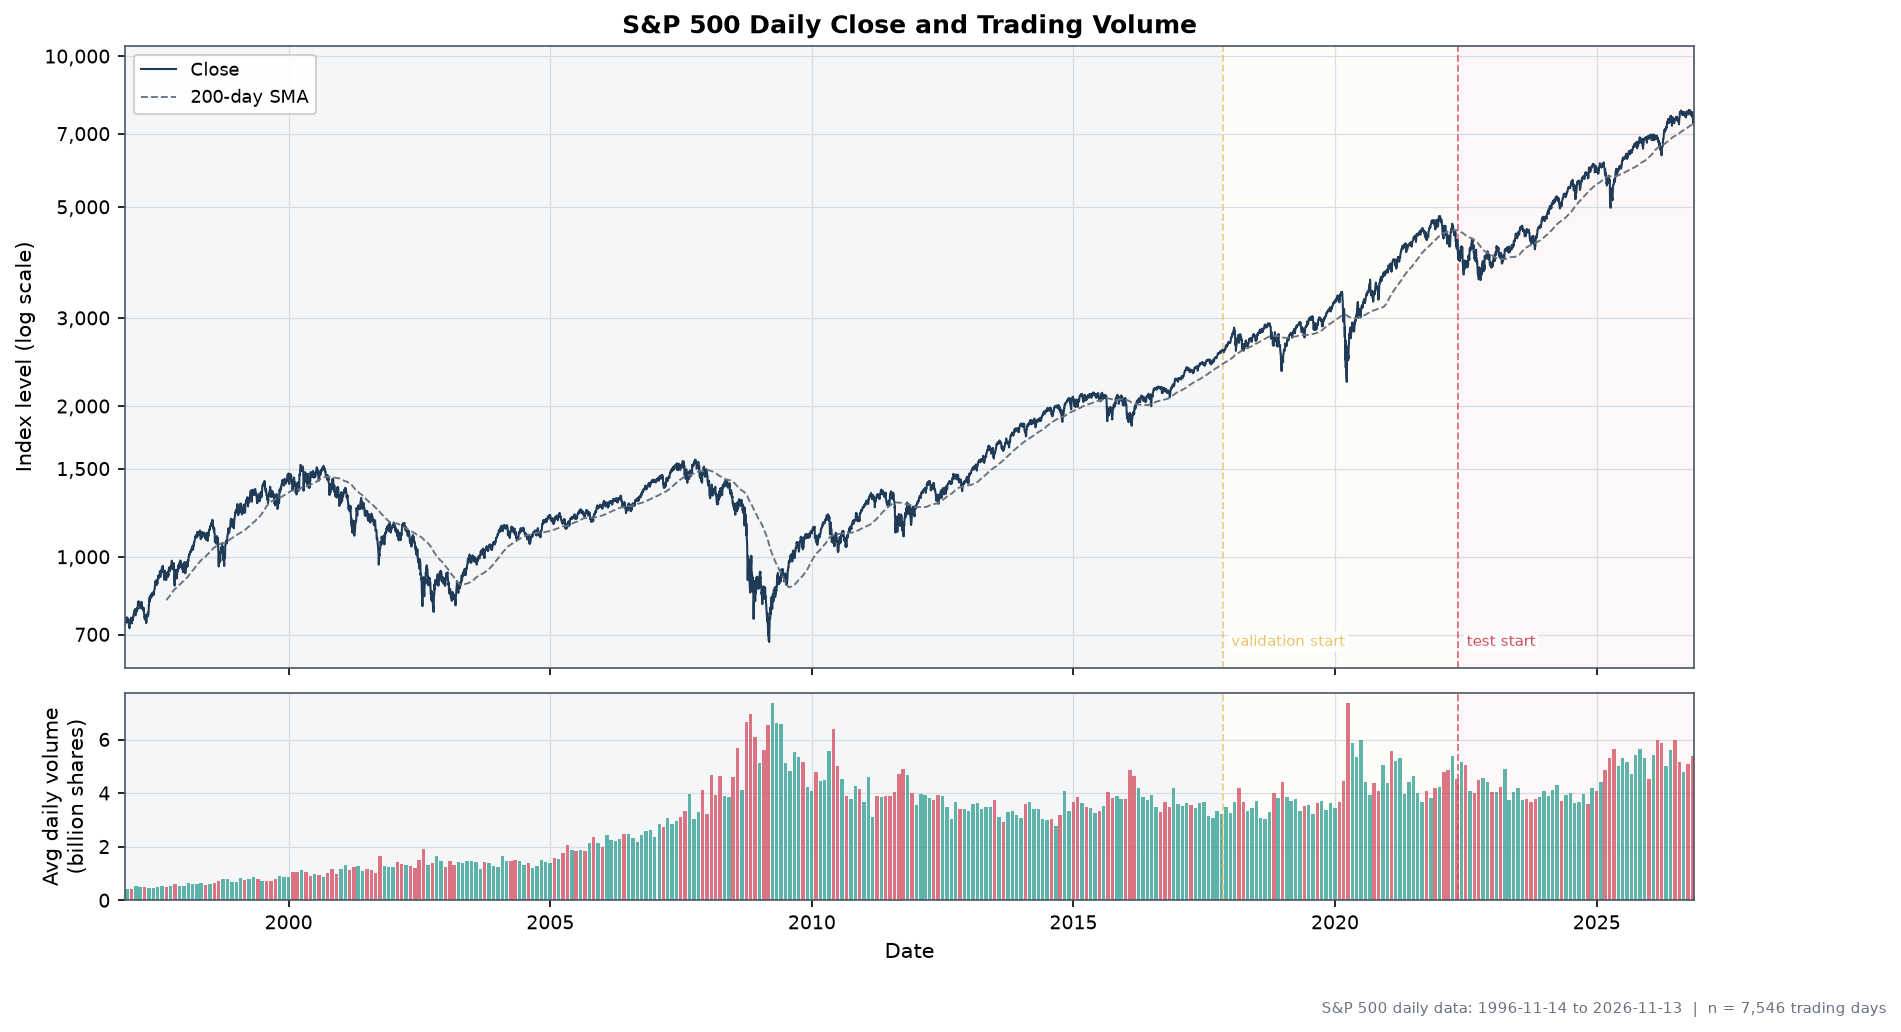 S&P 500 Daily Close and Trading Volume
Close
200-day SMA
Index level (log scale)
10,000
7,000
5,000
3,000
2,000
1,500
1,000
700
validation start
test start
Avg daily volume
(billion shares)
6
4
2
0
2000
2005
2010
2015
2020
2025
Date
S&P 500 daily data: 1996-11-14 to 2026-11-13 | n = 7,546 trading days